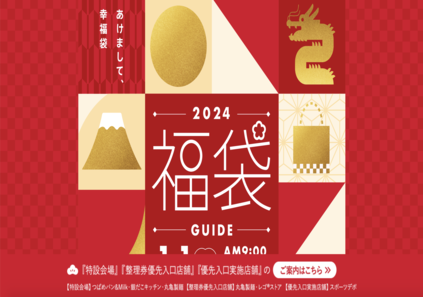 あけまして、
幸福袋
2024
福袋
GUIDE
AM9:00
『特設会場』『整理券優先入口店舗』『優先入口実施店舗』の
ご案内はこちら
【特設会場】つばめパン&Milk・銀だこキッチン・丸亀製麺 【整理券優先入口店舗】丸亀製麺・レゴ®ストア 【優先入口実施店舗】スポーツデポ